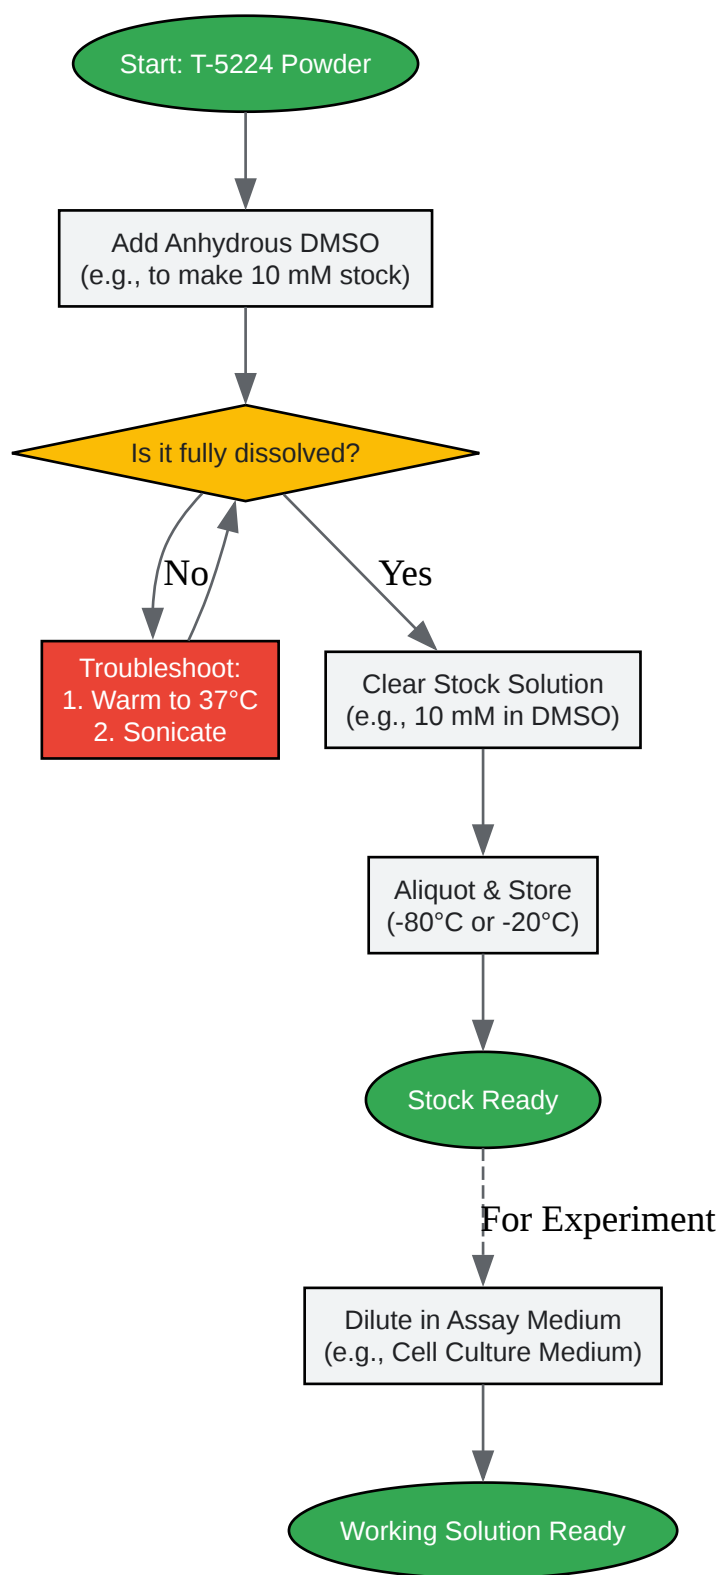 Start: T-5224 Powder
Add Anhydrous DMSO
(e.g., to make 10 mM stock)
Is it fully dissolved?
No
Yes
Troubleshoot:
1. Warm to 37°C
2. Sonicate
Clear Stock Solution
(e.g., 10 mM in DMSO)
Aliquot & Store
(-80°C or -20°C)
Stock Ready
For Experiment
Dilute in Assay Medium
(e.g., Cell Culture Medium)
Working Solution Ready